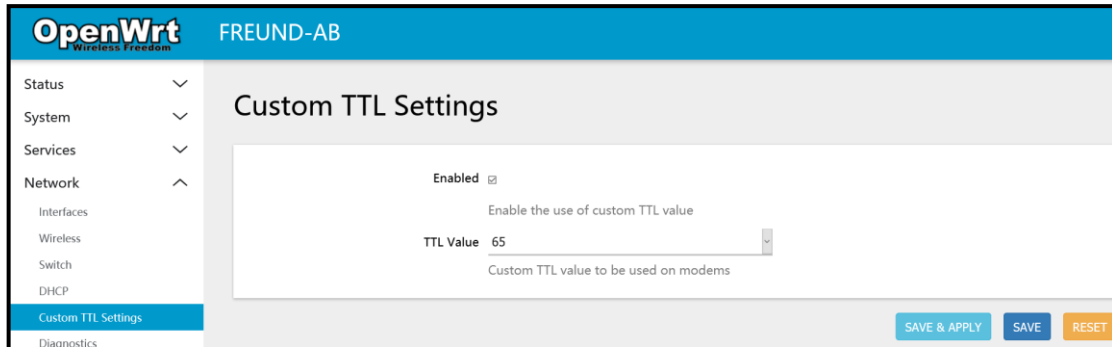 OpenWrt
Wireless Freedom
FREUND-AB
Status
System
Services
Network
Interfaces
Wireless
Switch
DHCP
Custom TTL Settings
Diagnostics
Custom TTL Settings
Enabled
Enable the use of custom TTL value
TTL Value 65
Custom TTL value to be used on modems
SAVE & APPLY SAVE RESET